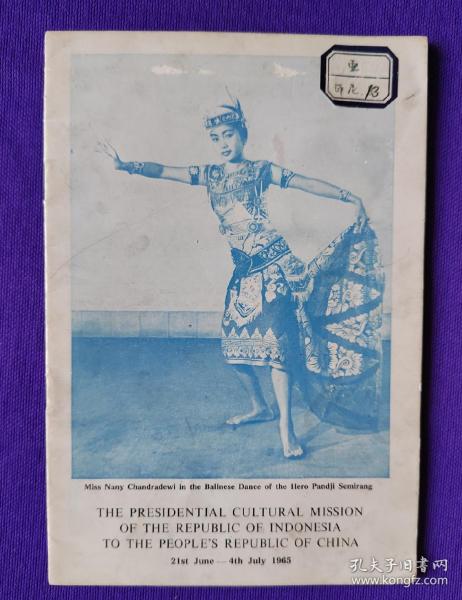 亚
印尼 13
Miss Nany Chandradewi in the Balinese Dance of the Hero Pandji Semirang
THE PRESIDENTIAL CULTURAL MISSION
OF THE REPUBLIC OF INDONESIA
TO THE PEOPLE'S REPUBLIC OF CHINA
21st June — 4th July 1965
孔夫子旧书网
www.kongfz.com